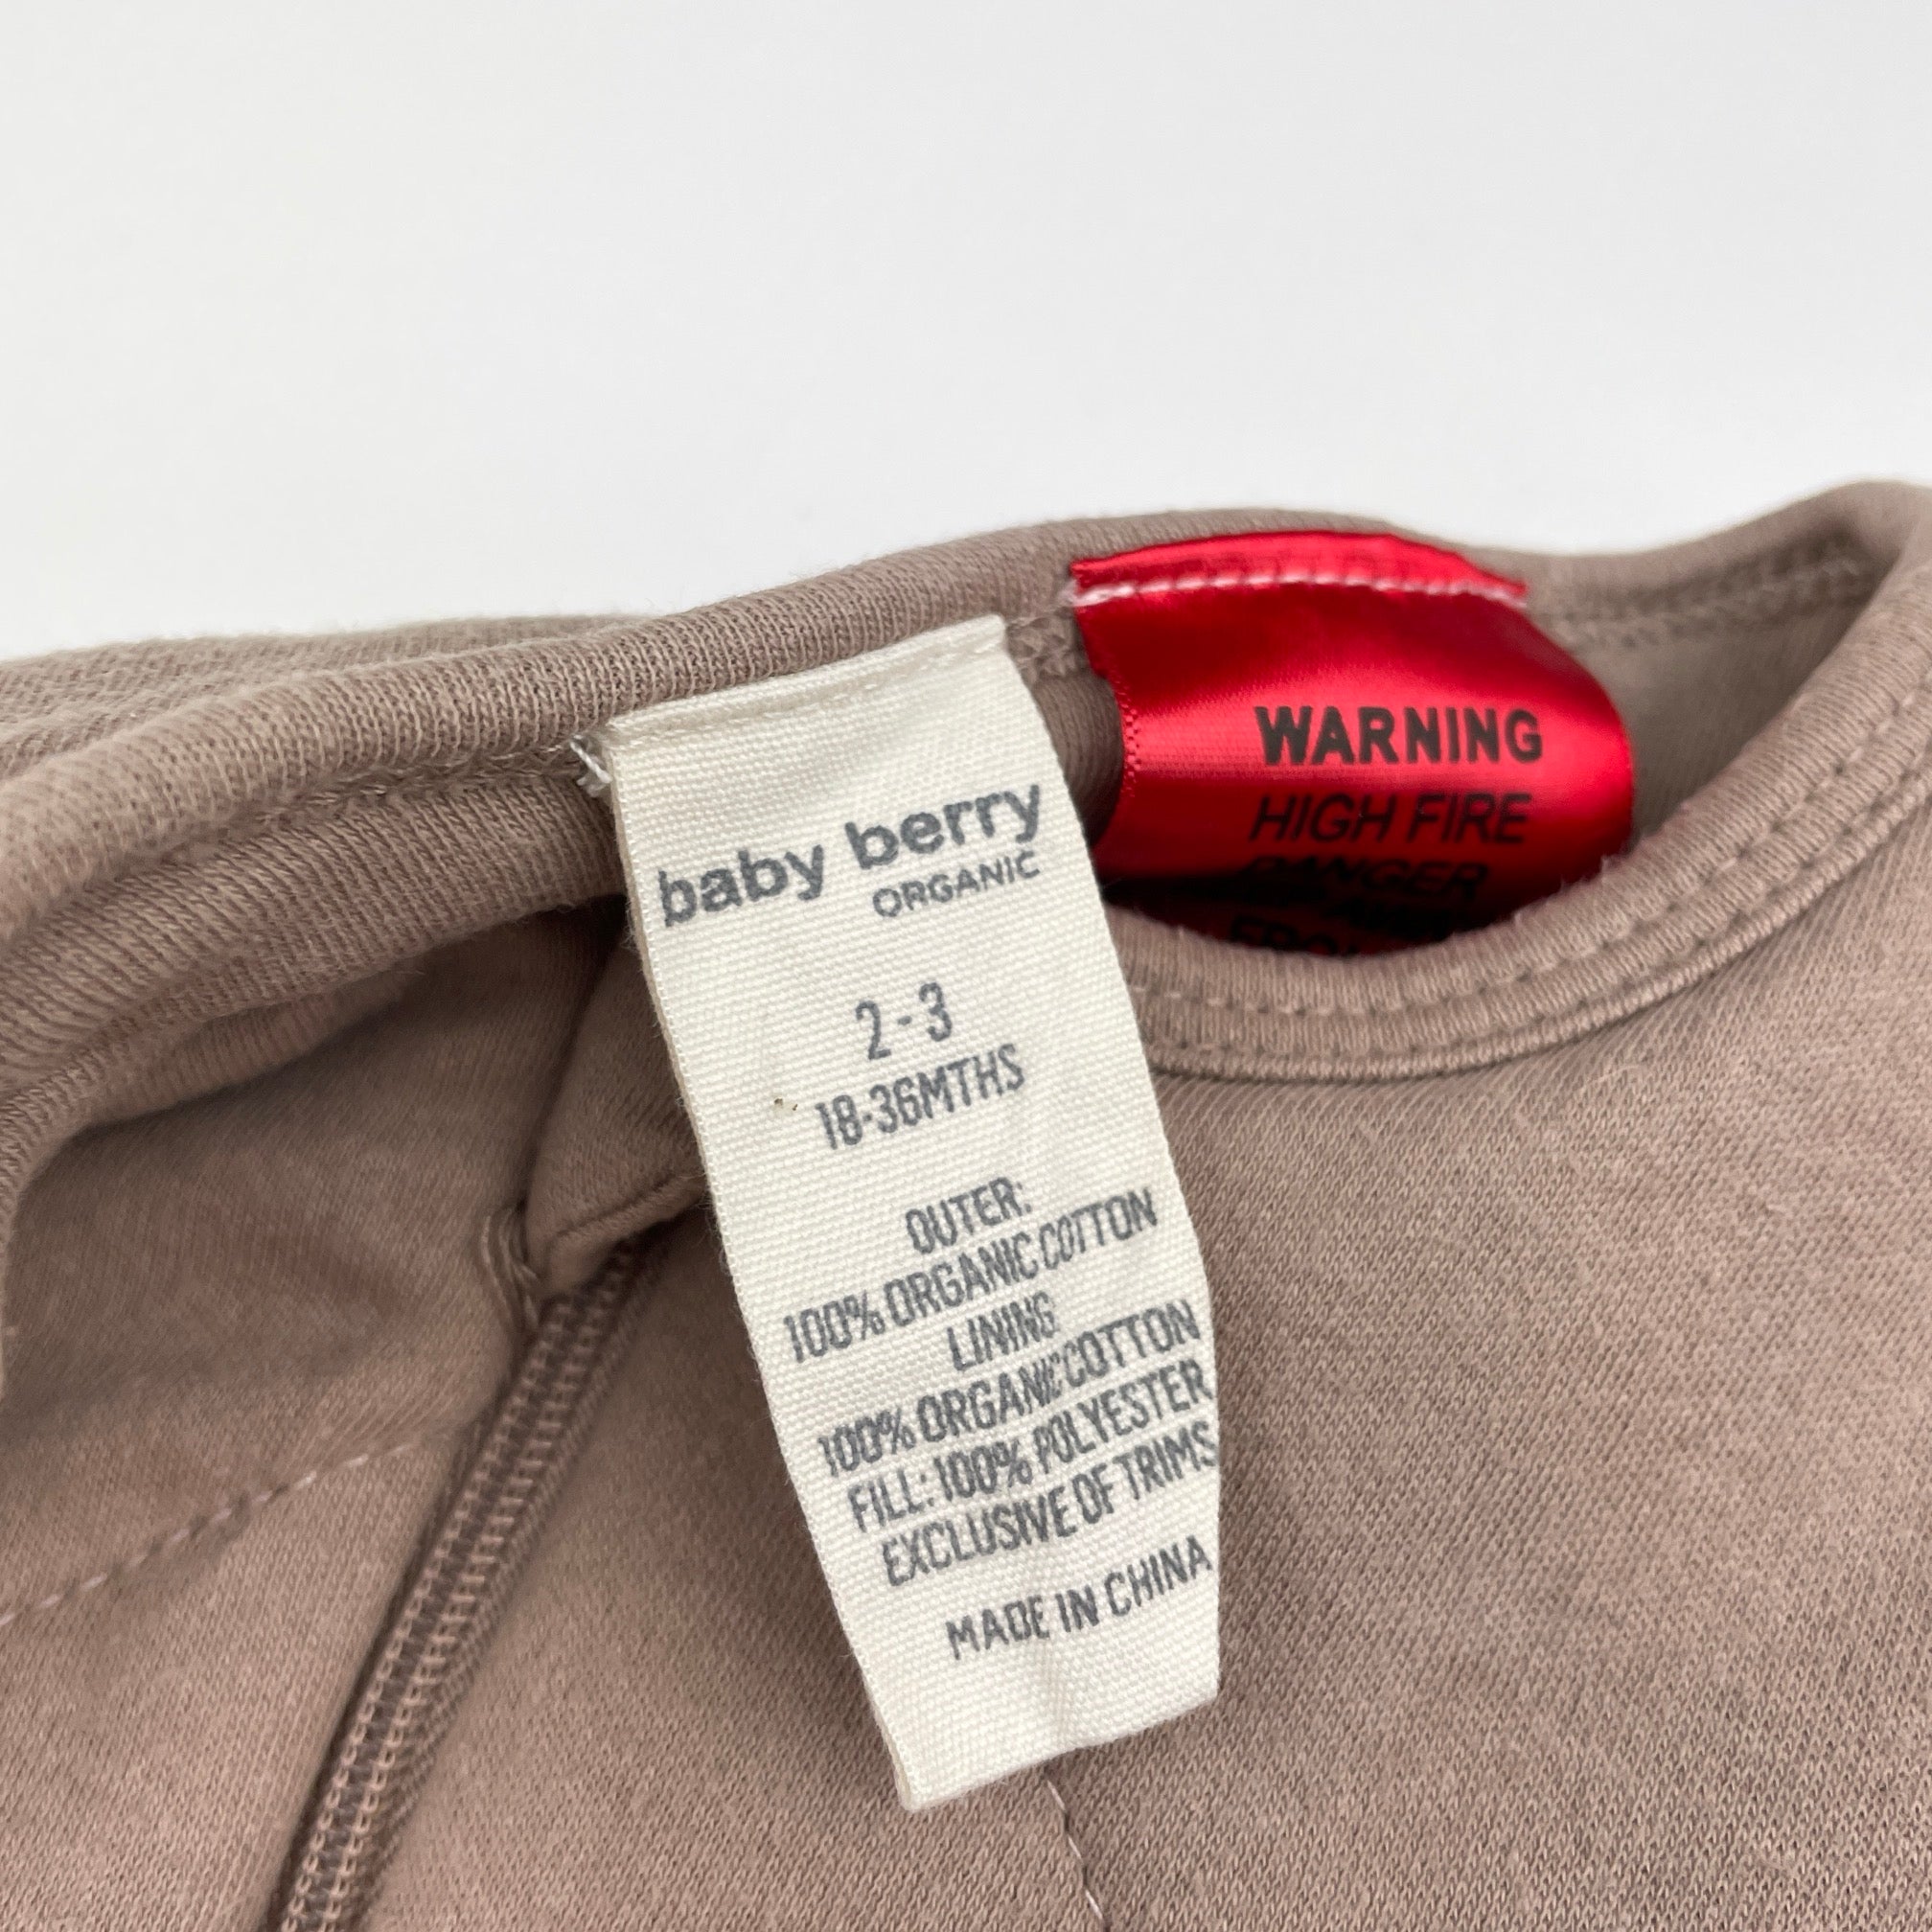 baby berry
ORGANIC
2-3
18-36MTHS
OUTER:
100% ORGANIC COTTON
LINING
100% ORGANIC COTTON
FILL: 100% POLYESTER
EXCLUSIVE OF TRIMS
MADE IN CHINA
WARNING
HIGH FIRE
DANGER